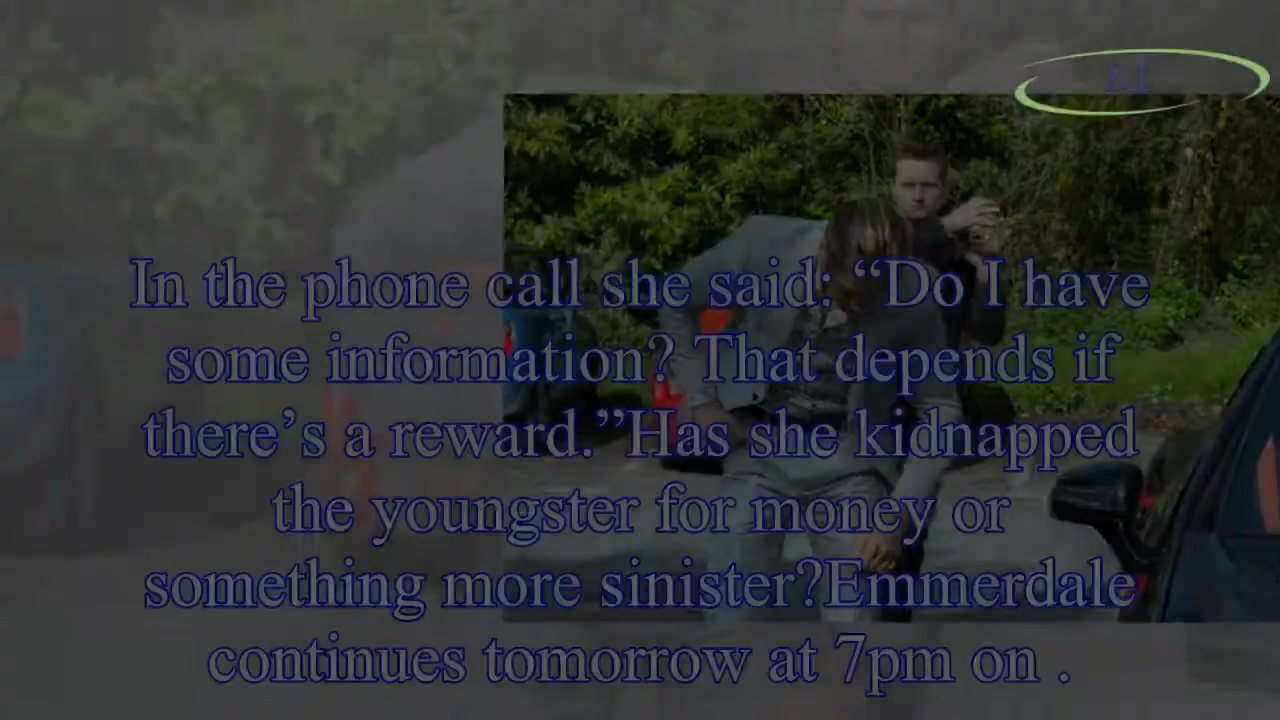 In the phone call she said: “Do I have
some information? That depends if
there’s a reward.”Has she kidnapped
the youngster for money or
something more sinister?Emmerdale
continues tomorrow at 7pm on .